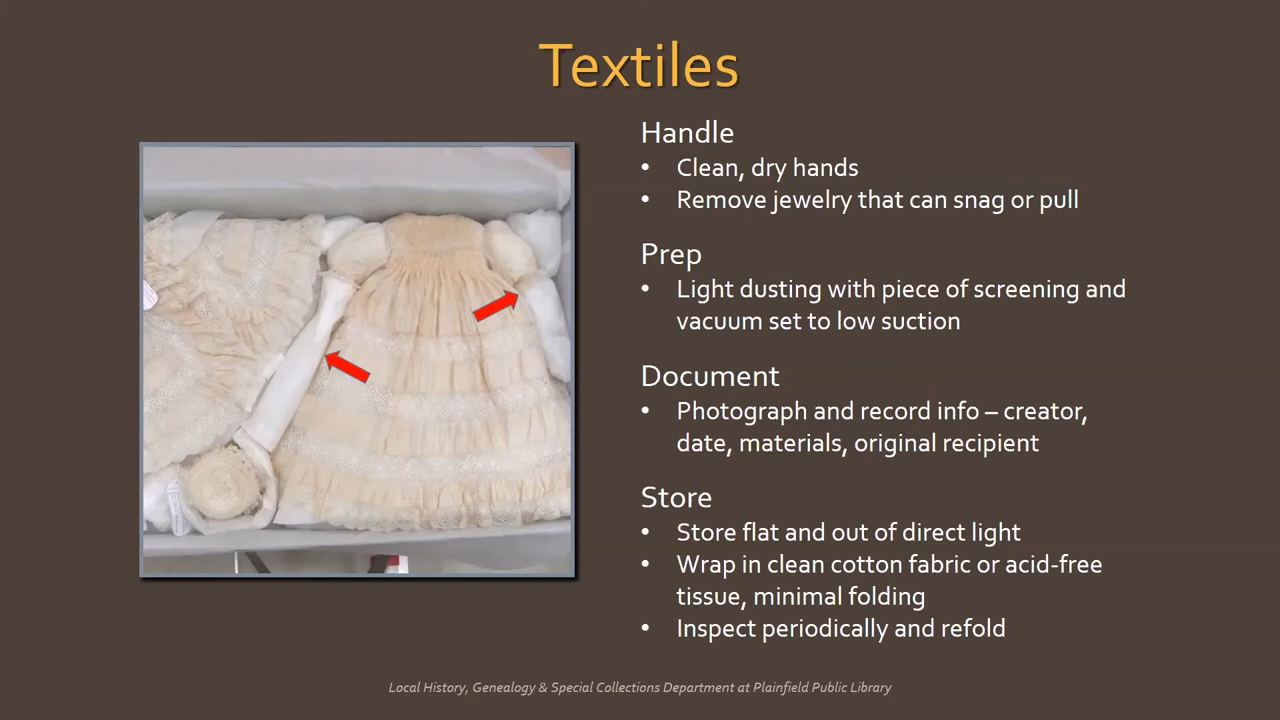 Textiles
Handle
• Clean, dry hands
• Remove jewelry that can snag or pull
Prep
• Light dusting with piece of screening and
vacuum set to low suction
Document
• Photograph and record info – creator,
date, materials, original recipient
Store
• Store flat and out of direct light
• Wrap in clean cotton fabric or acid-free
tissue, minimal folding
• Inspect periodically and refold
Local History, Genealogy & Special Collections Department at Plainfield Public Library